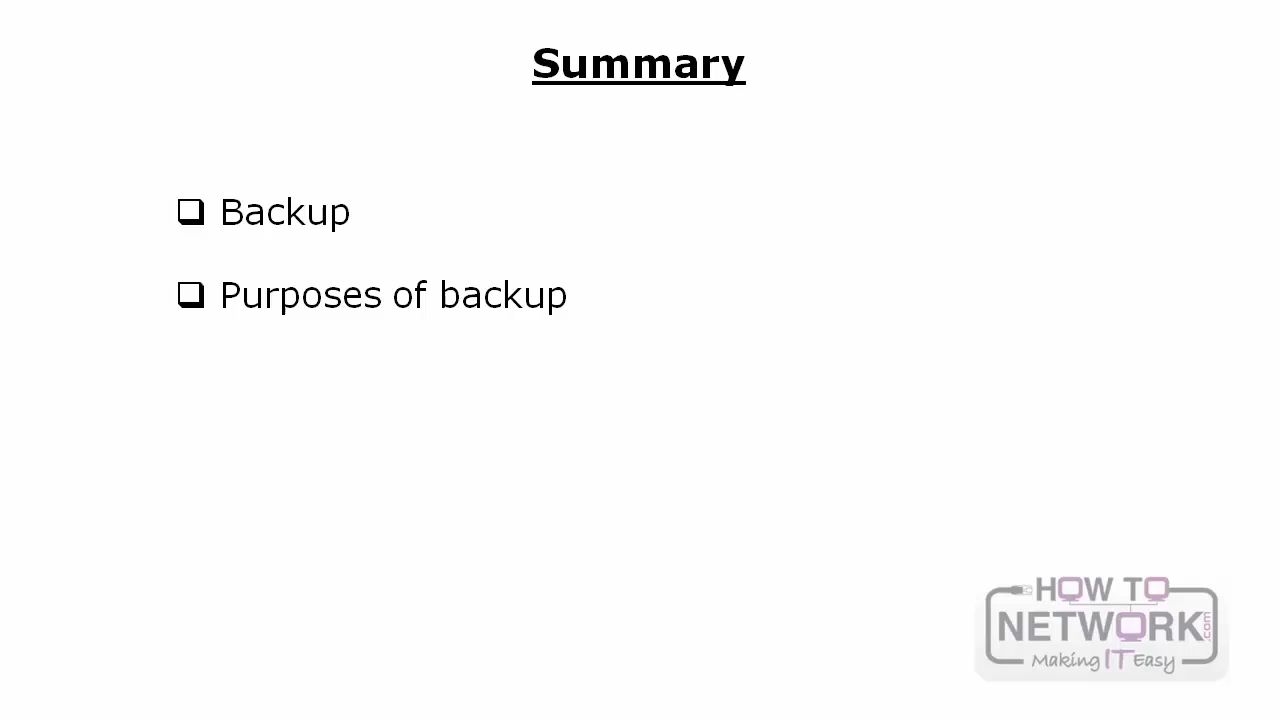 Summary
Backup
Purposes of backup
HOW TO
NETWORK.com
Making IT Easy